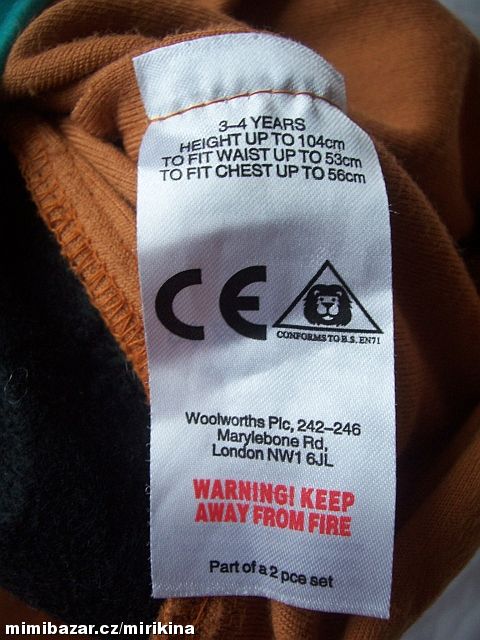 3–4 YEARS
HEIGHT UP TO 104cm
TO FIT WAIST UP TO 53cm
TO FIT CHEST UP TO 56cm
CE
CONFORMS TO B.S. EN71
Woolworths Plc, 242–246
Marylebone Rd,
London NW1 6JL
WARNING! KEEP
AWAY FROM FIRE
Part of a 2 pce set
mimibazar.cz/mirikina